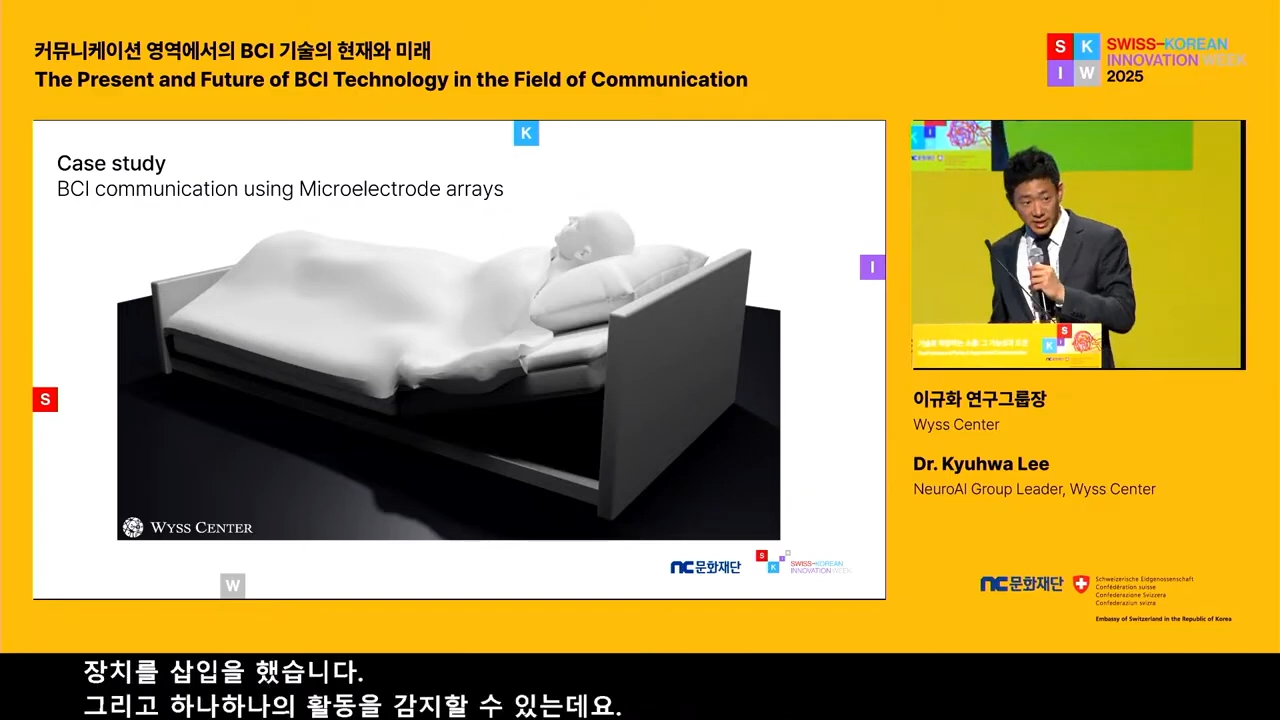 커뮤니케이션 영역에서의 BCI 기술의 현재와 미래
The Present and Future of BCI Technology in the Field of Communication
S K
I W
SWISS-KOREAN
INNOVATION WEEK
2025
K
Case study
BCI communication using Microelectrode arrays
I
S
W
WYSS CENTER
nc문화재단
S
K
I
SWISS-KOREAN
INNOVATION WEEK
K
I
S
K
이규화 연구그룹장
Wyss Center
Dr. Kyuhwa Lee
NeuroAI Group Leader, Wyss Center
nc문화재단
Schweizerische Eidgenossenschaft
Confédération suisse
Confederazione Svizzera
Confederaziun svizra
Embassy of Switzerland in the Republic of Korea
장치를 삽입을 했습니다.
그리고 하나하나의 활동을 감지할 수 있는데요.